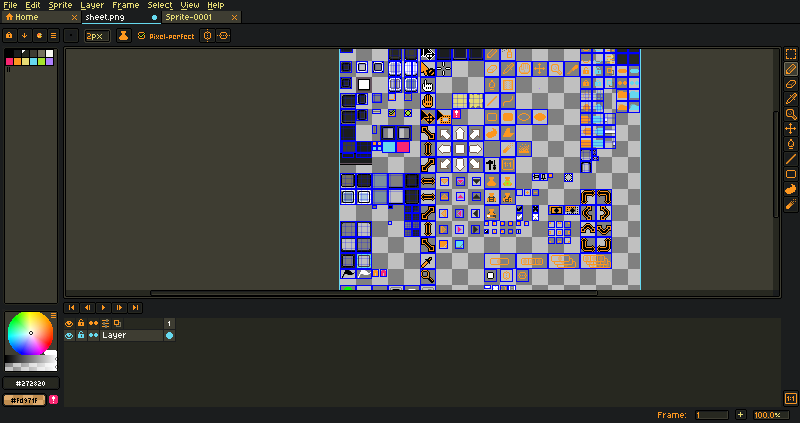 File Edit Sprite Layer Frame Select View Help
Home sheet.png Sprite-0001
2px Pixel-perfect
1
Layer
#272820
#fd971f
1:1
Frame: 1 + 100.0%